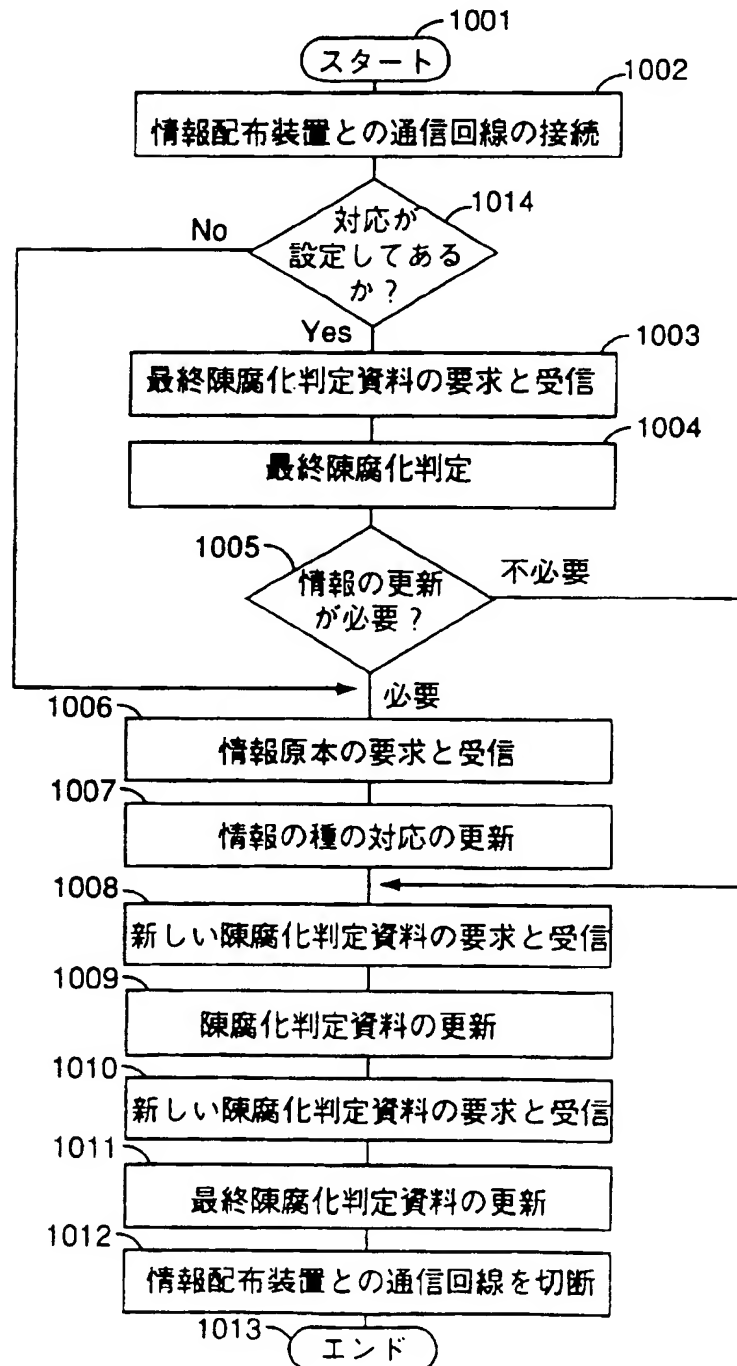 1001
スタート
1002
情報配布装置との通信回線の接続
1014
対応が
設定してある
か？
No
Yes
1003
最終陳腐化判定資料の要求と受信
1004
最終陳腐化判定
1005
情報の更新
が必要？
不必要
必要
1006
情報原本の要求と受信
1007
情報の種の対応の更新
1008
新しい陳腐化判定資料の要求と受信
1009
陳腐化判定資料の更新
1010
新しい陳腐化判定資料の要求と受信
1011
最終陳腐化判定資料の更新
1012
情報配布装置との通信回線を切断
1013
エンド